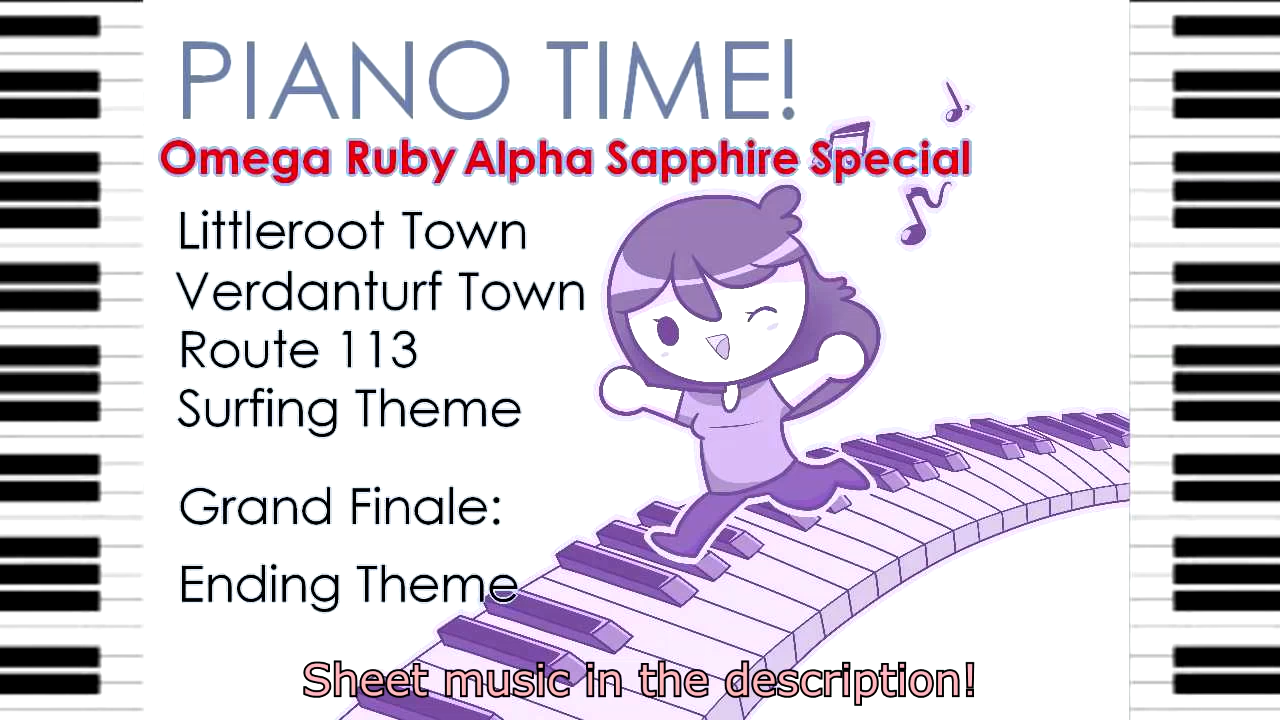 PIANO TIME!
Omega Ruby Alpha Sapphire Special
Littleroot Town
Verdanturf Town
Route 113
Surfing Theme
Grand Finale:
Ending Theme
Sheet music in the description!